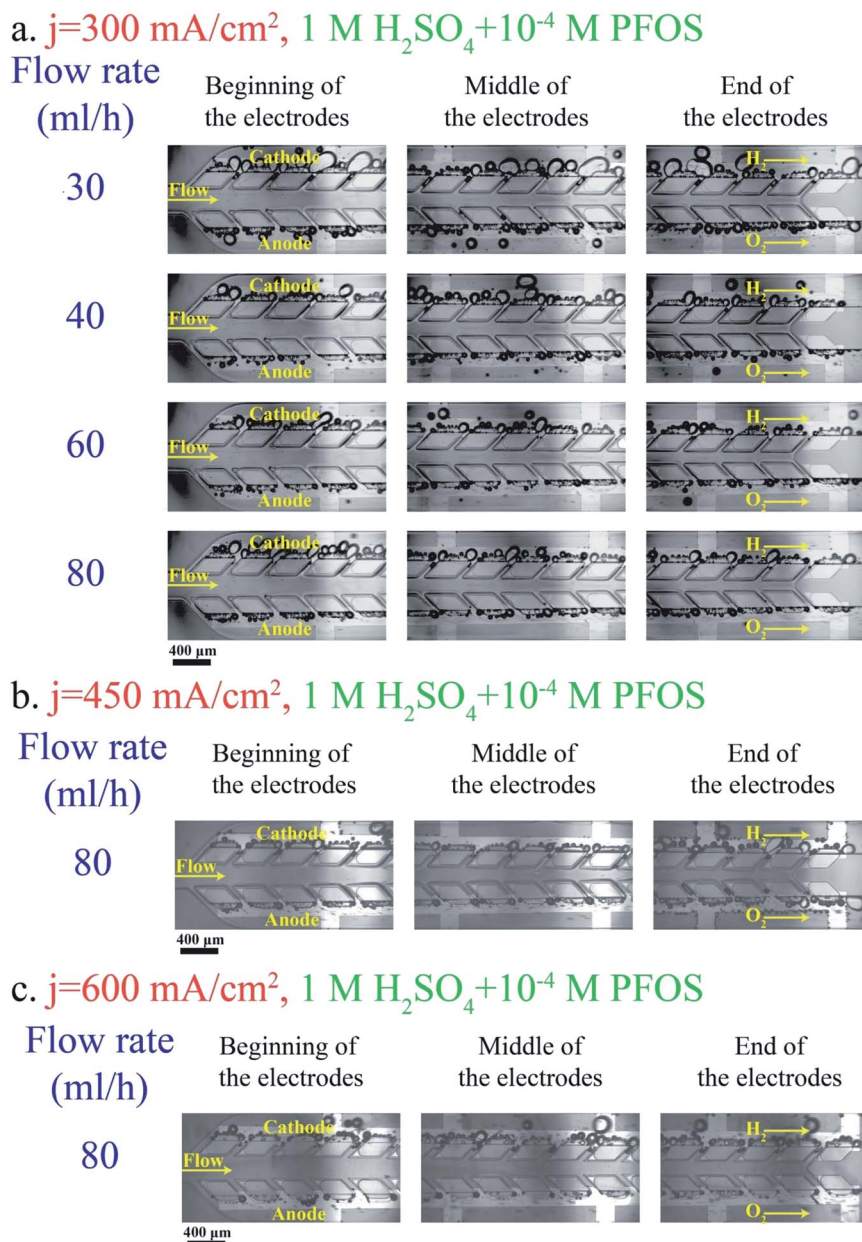 a. j=300 mA/cm², 1 M H₂SO₄+10⁻⁴ M PFOS
Flow rate
(ml/h)
Beginning of
the electrodes
Middle of
the electrodes
End of
the electrodes
30
Cathode
Flow
Anode
H₂
O₂
40
Cathode
Flow
Anode
H₂
O₂
60
Cathode
Flow
Anode
H₂
O₂
80
Cathode
Flow
Anode
H₂
O₂
400 µm
b. j=450 mA/cm², 1 M H₂SO₄+10⁻⁴ M PFOS
Flow rate
(ml/h)
Beginning of
the electrodes
Middle of
the electrodes
End of
the electrodes
80
Cathode
Flow
Anode
H₂
O₂
400 µm
c. j=600 mA/cm², 1 M H₂SO₄+10⁻⁴ M PFOS
Flow rate
(ml/h)
Beginning of
the electrodes
Middle of
the electrodes
End of
the electrodes
80
Cathode
Flow
Anode
H₂
O₂
400 µm